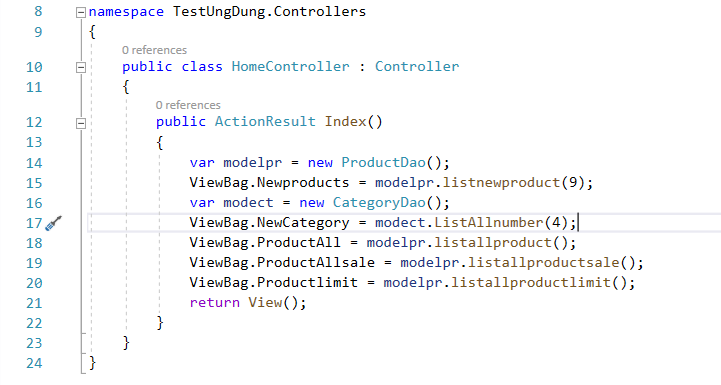 8 namespace TestUngDung.Controllers
9 {
0 references
10 public class HomeController : Controller
11 {
0 references
12 public ActionResult Index()
13 {
14 var modelpr = new ProductDao();
15 ViewBag.Newproducts = modelpr.listnewproduct(9);
16 var modect = new CategoryDao();
17 ViewBag.NewCategory = modect.ListAllnumber(4);
18 ViewBag.ProductAll = modelpr.listallproduct();
19 ViewBag.ProductAllsale = modelpr.listallproductsale();
20 ViewBag.Productlimit = modelpr.listallproductlimit();
21 return View();
22 }
23 }
24 }